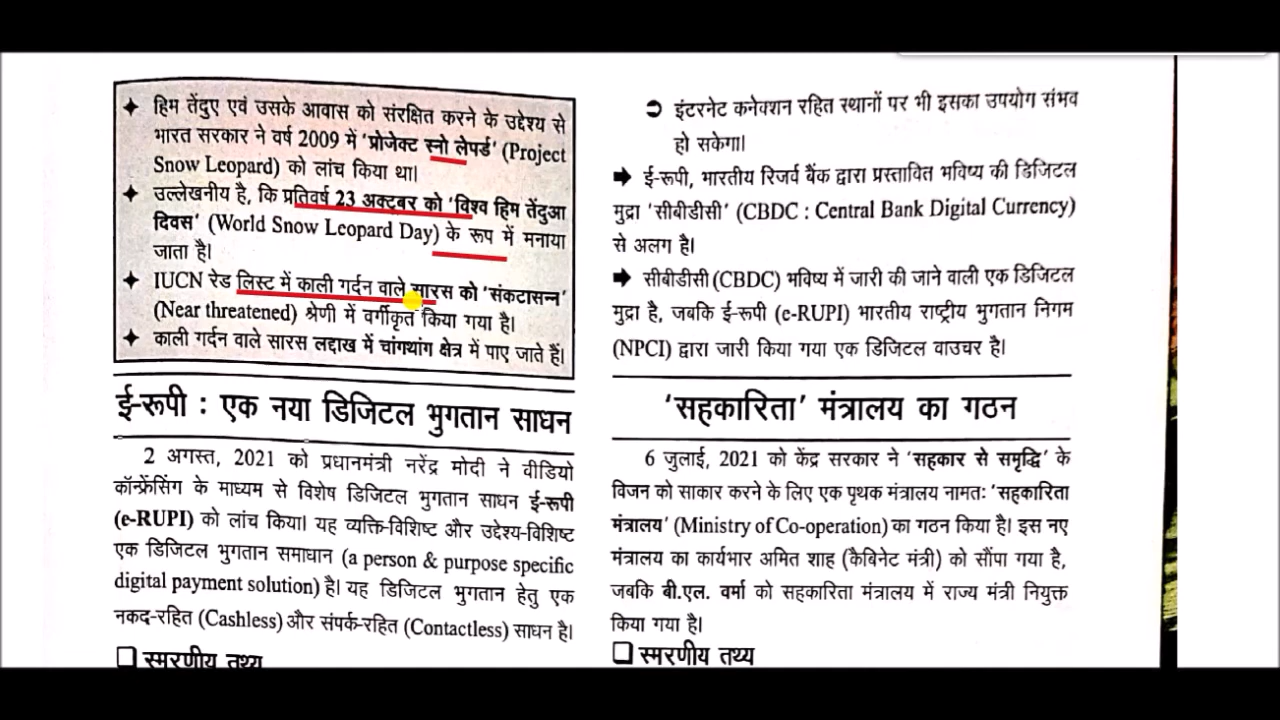 ✦ हिम तेंदुए एवं उसके आवास को संरक्षित करने के उद्देश्य से
भारत सरकार ने वर्ष 2009 में 'प्रोजेक्ट स्नो लेपर्ड' (Project
Snow Leopard) को लांच किया था।
✦ उल्लेखनीय है, कि प्रतिवर्ष 23 अक्टूबर को 'विश्व हिम तेंदुआ
दिवस' (World Snow Leopard Day) के रूप में मनाया
जाता है।
✦ IUCN रेड लिस्ट में काली गर्दन वाले सारस को 'संकटासन्न'
(Near threatened) श्रेणी में वर्गीकृत किया गया है।
✦ काली गर्दन वाले सारस लद्दाख में चांगथांग क्षेत्र में पाए जाते हैं।
ई-रूपी : एक नया डिजिटल भुगतान साधन
2 अगस्त, 2021 को प्रधानमंत्री नरेंद्र मोदी ने वीडियो
कॉन्फ्रेंसिंग के माध्यम से विशेष डिजिटल भुगतान साधन ई-रूपी
(e-RUPI) को लांच किया। यह व्यक्ति-विशिष्ट और उद्देश्य-विशिष्ट
एक डिजिटल भुगतान समाधान (a person & purpose specific
digital payment solution) है। यह डिजिटल भुगतान हेतु एक
नकद-रहित (Cashless) और संपर्क-रहित (Contactless) साधन है।
❑ स्मरणीय तथ्य
➲ इंटरनेट कनेक्शन रहित स्थानों पर भी इसका उपयोग संभव
हो सकेगा।
➡ ई-रूपी, भारतीय रिजर्व बैंक द्वारा प्रस्तावित भविष्य की डिजिटल
मुद्रा 'सीबीडीसी' (CBDC : Central Bank Digital Currency)
से अलग है।
➡ सीबीडीसी (CBDC) भविष्य में जारी की जाने वाली एक डिजिटल
मुद्रा है, जबकि ई-रूपी (e-RUPI) भारतीय राष्ट्रीय भुगतान निगम
(NPCI) द्वारा जारी किया गया एक डिजिटल वाउचर है।
'सहकारिता' मंत्रालय का गठन
6 जुलाई, 2021 को केंद्र सरकार ने 'सहकार से समृद्धि' के
विजन को साकार करने के लिए एक पृथक मंत्रालय नामतः 'सहकारिता
मंत्रालय' (Ministry of Co-operation) का गठन किया है। इस नए
मंत्रालय का कार्यभार अमित शाह (कैबिनेट मंत्री) को सौंपा गया है,
जबकि बी.एल. वर्मा को सहकारिता मंत्रालय में राज्य मंत्री नियुक्त
किया गया है।
❑ स्मरणीय तथ्य